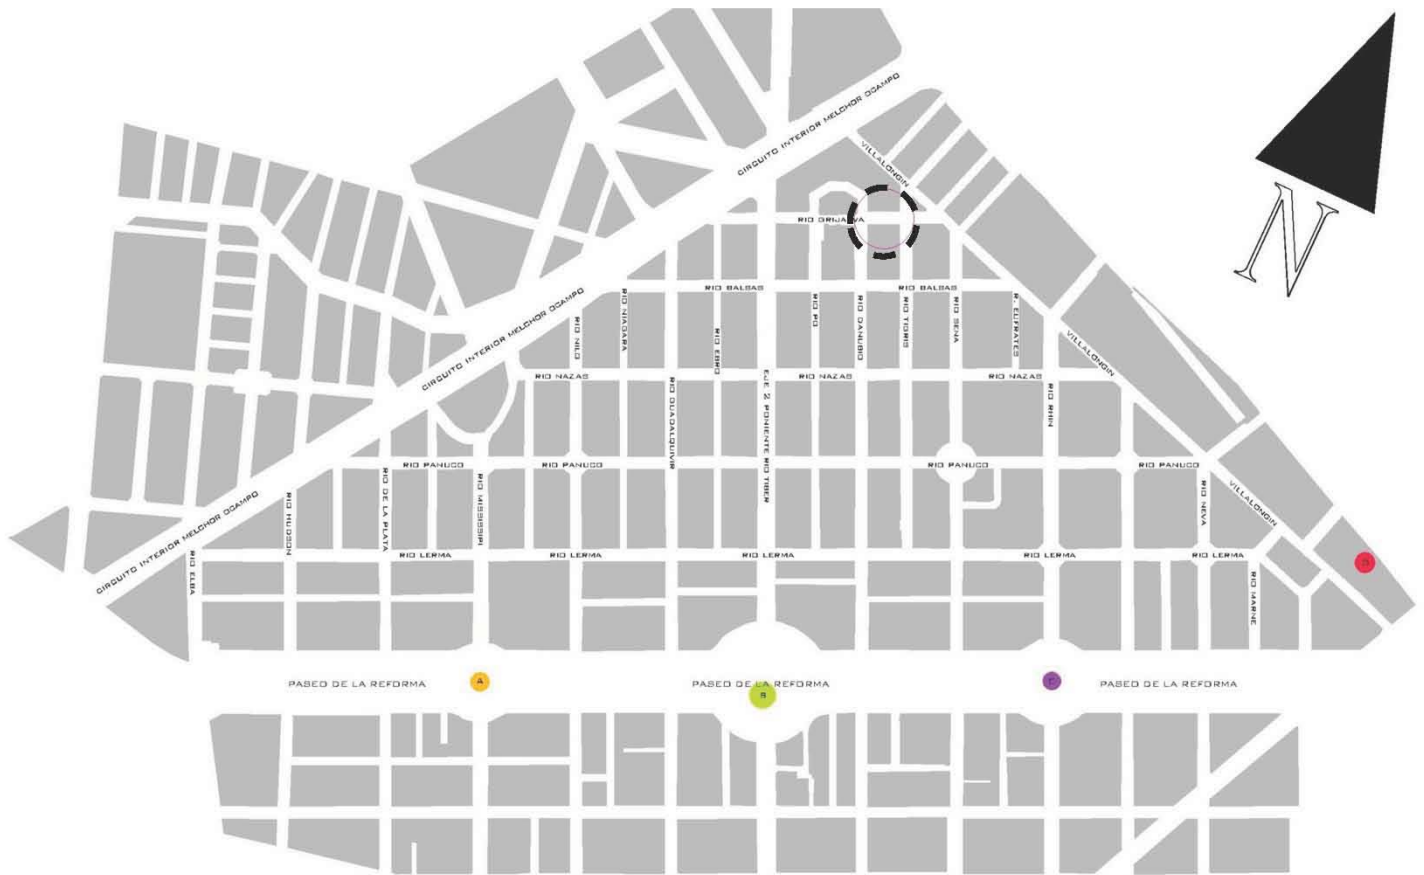 CIRCUITO INTERIOR MELCHOR OCAMPO
VILLALONGIN
RIO GRIJALVA
N
RIO BALSAS
RIO BALSAS
CIRCUITO INTERIOR MELCHOR OCAMPO
RIO NILO
RIO NIAGARA
RIO EBRO
RIO PO
RIO DANUBIO
RIO TIGRIS
RIO SENA
R. EUFRATES
VILLALONGIN
RIO NAZAS
RIO NAZAS
RIO NAZAS
RIO GUADALQUIVIR
EJE 2 PONIENTE RIO TIBER
RIO RHIN
RIO PANUCO
RIO PANUCO
RIO PANUCO
RIO PANUCO
CIRCUITO INTERIOR MELCHOR OCAMPO
RIO HUDSON
RIO DE LA PLATA
RIO MISSISSIPI
RIO NEVA
VILLALONGIN
RIO LERMA
RIO LERMA
RIO LERMA
RIO LERMA
RIO LERMA
RIO ELBA
RIO MARNE
PASEO DE LA REFORMA
A
PASEO DE LA REFORMA
B
C
PASEO DE LA REFORMA